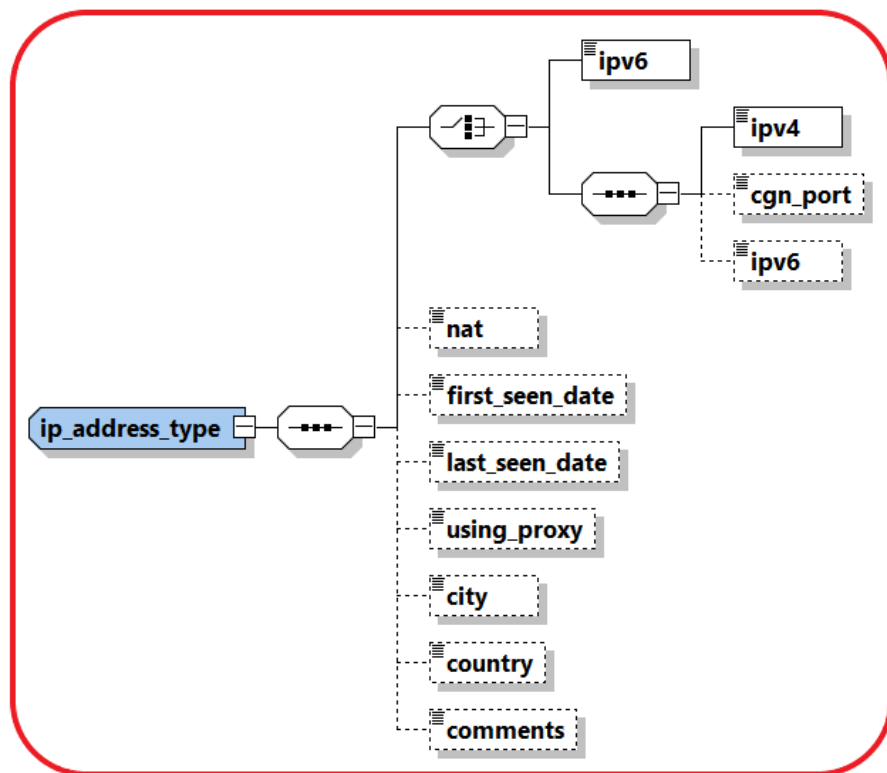 ipv6
ipv4
cgn_port
ipv6
nat
first_seen_date
ip_address_type
last_seen_date
using_proxy
city
country
comments